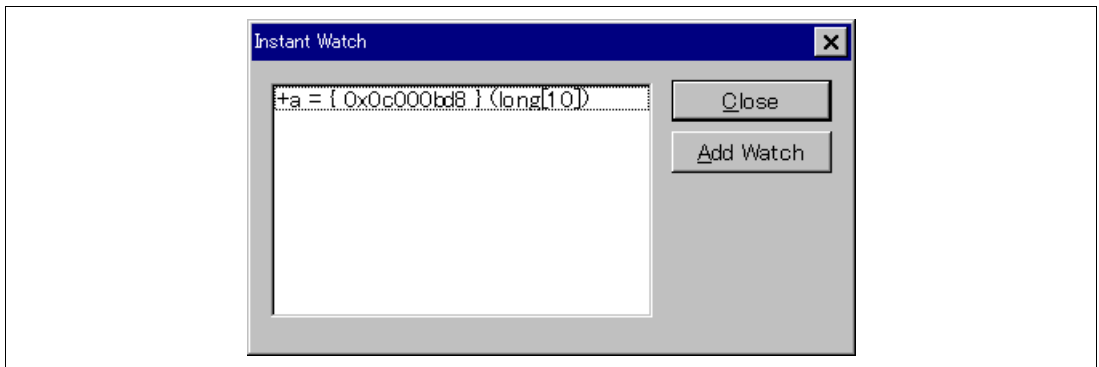 Instant Watch
+a = { 0x0c000bd8 } (long[10])
Close
Add Watch